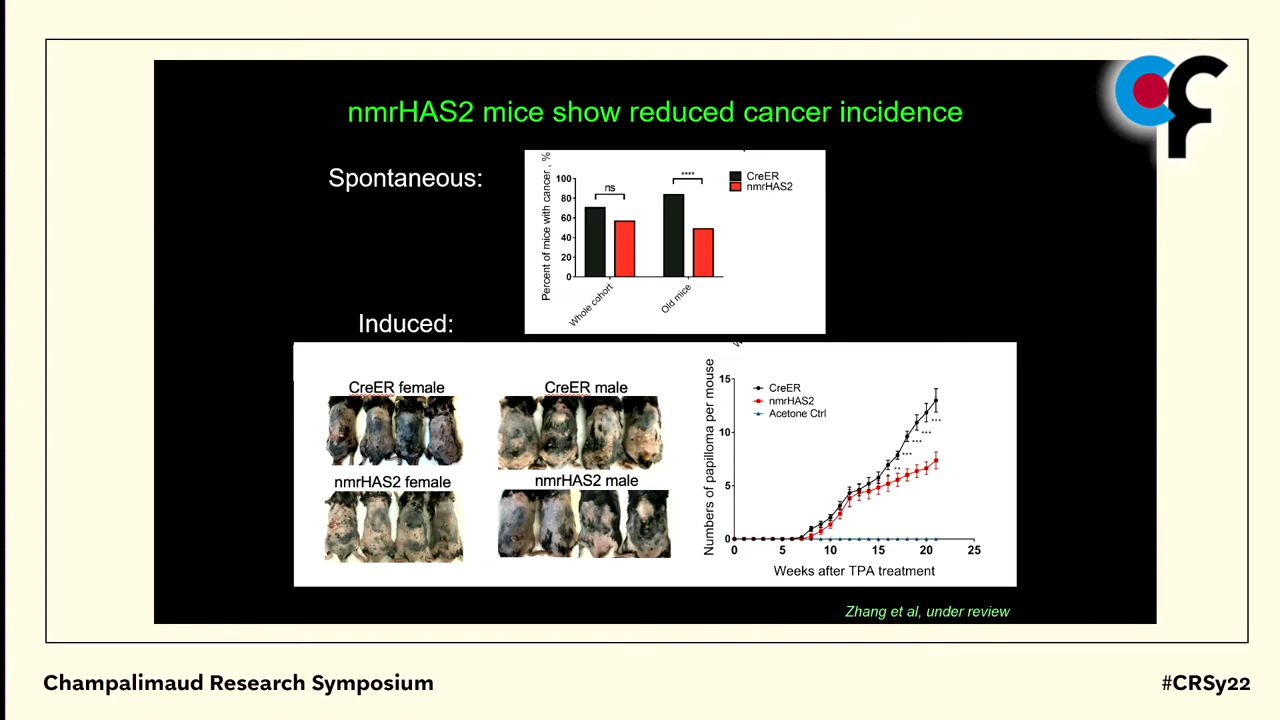 nmrHAS2 mice show reduced cancer incidence
Spontaneous:
Percent of mice with cancer , %
100
80
60
40
20
0
ns
****
CreER
nmrHAS2
Whole cohort
Old mice
Induced:
CreER female
CreER male
nmrHAS2 female
nmrHAS2 male
Numbers of papilloma per mouse
15
10
5
0
CreER
nmrHAS2
Acetone Ctrl
*
**
***
***
***
***
0 5 10 15 20 25
Weeks after TPA treatment
Zhang et al, under review
cf
Champalimaud Research Symposium
#CRSy22